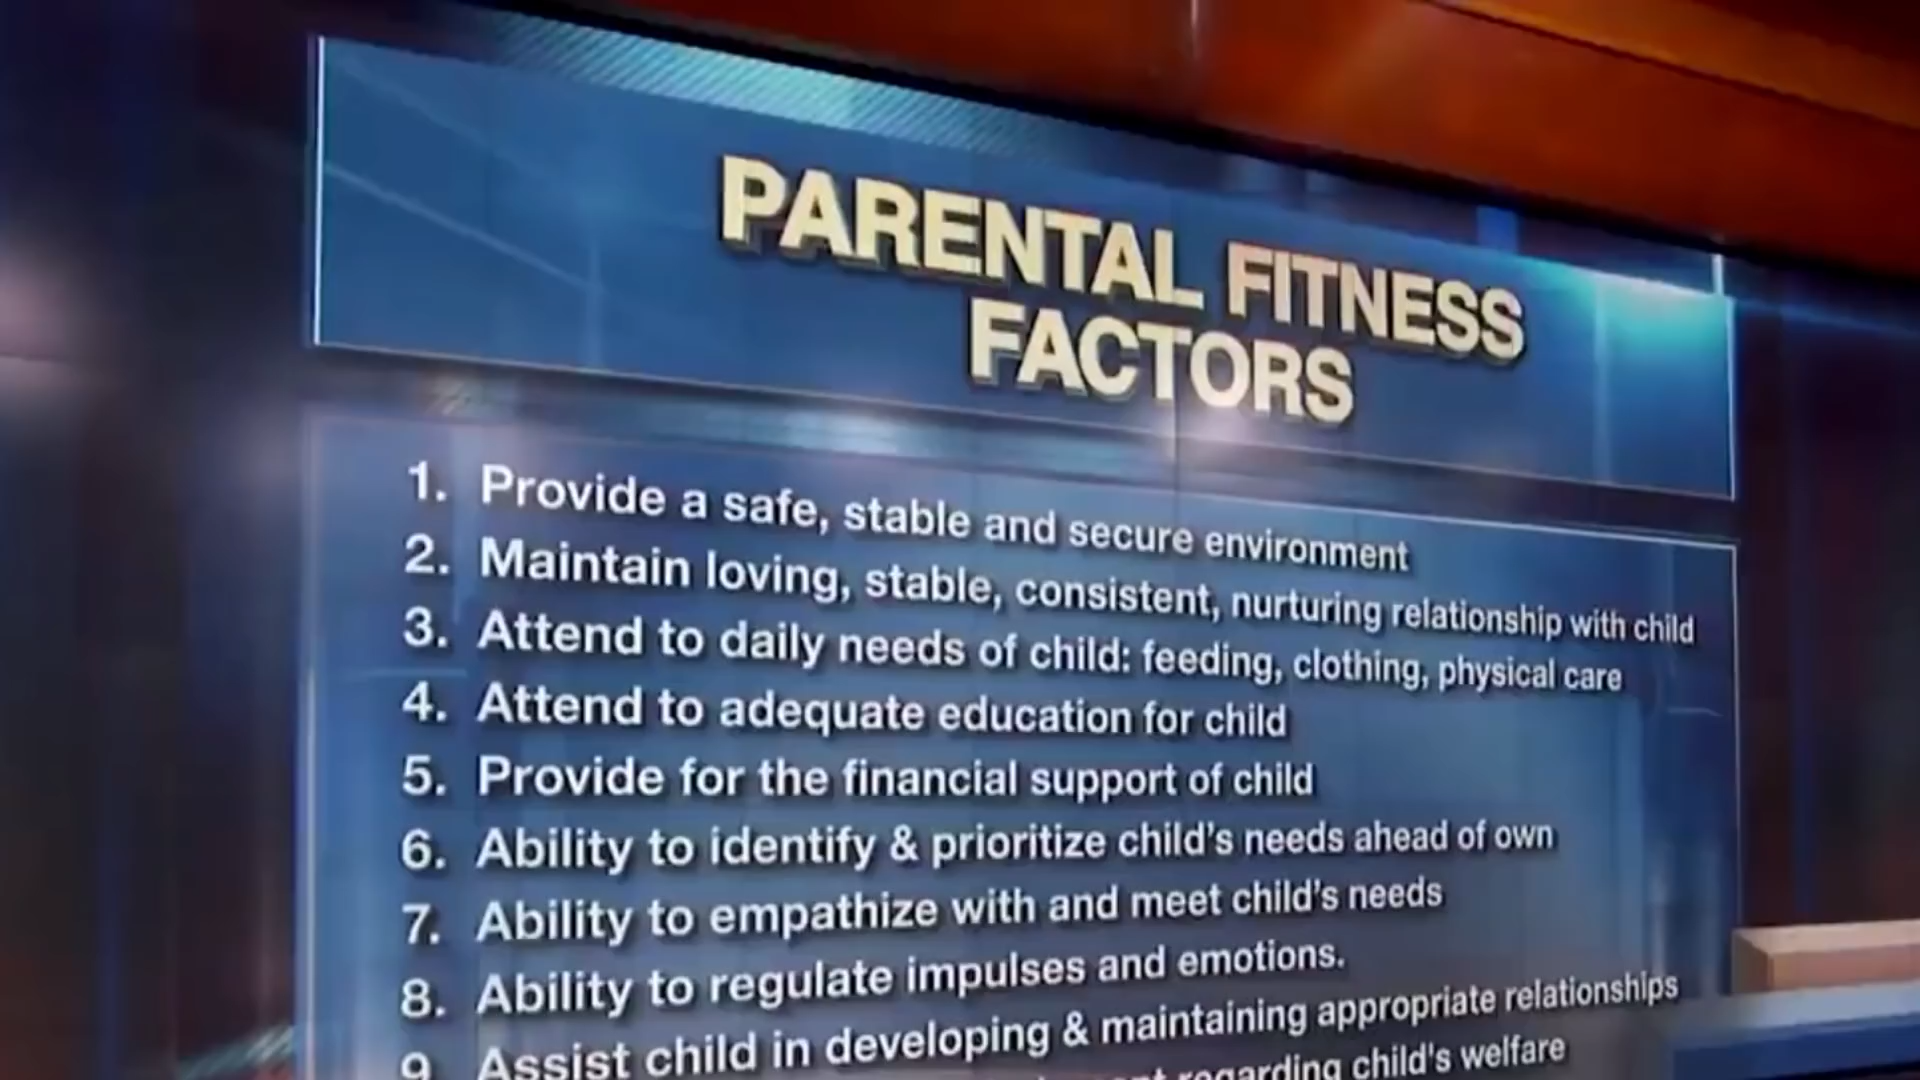 PARENTAL FITNESS
FACTORS
1. Provide a safe, stable and secure environment
2. Maintain loving, stable, consistent, nurturing relationship with child
3. Attend to daily needs of child: feeding, clothing, physical care
4. Attend to adequate education for child
5. Provide for the financial support of child
6. Ability to identify & prioritize child's needs ahead of own
7. Ability to empathize with and meet child's needs
8. Ability to regulate impulses and emotions.
9 Assist child in developing & maintaining appropriate relationships
regarding child's welfare